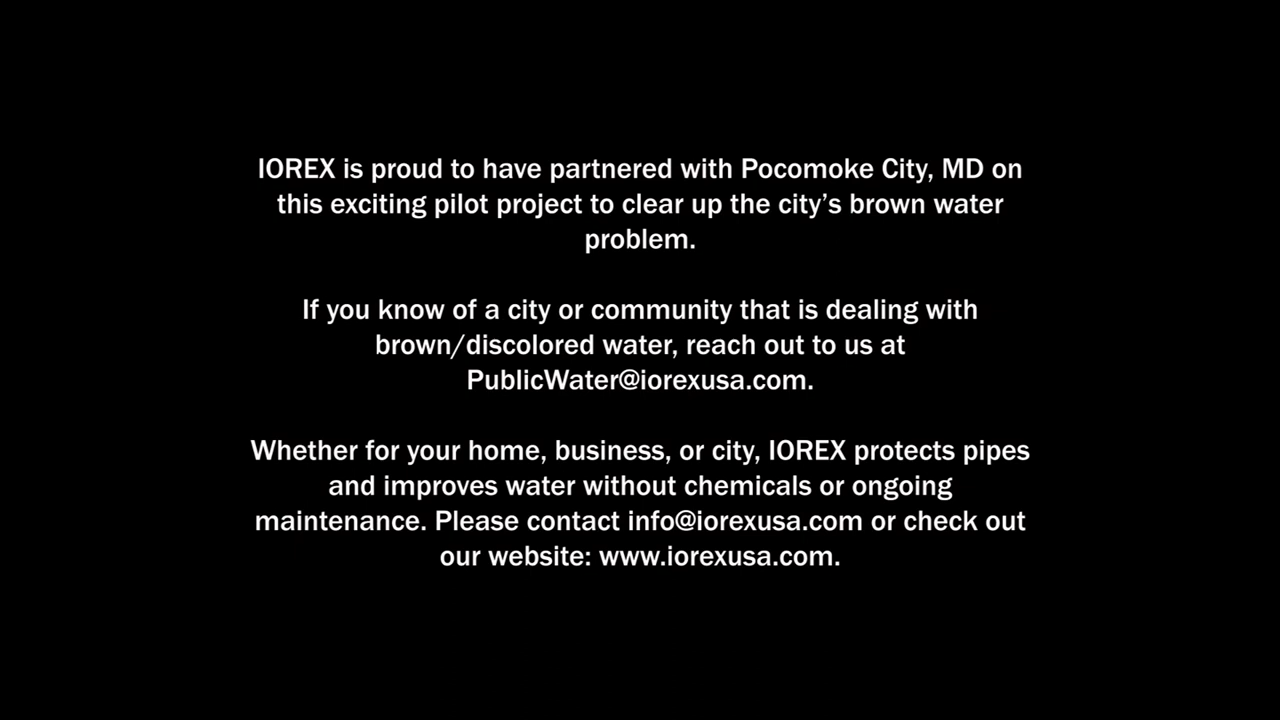 IOREX is proud to have partnered with Pocomoke City, MD on
this exciting pilot project to clear up the city’s brown water
problem.
If you know of a city or community that is dealing with
brown/discolored water, reach out to us at
PublicWater@iorexusa.com.
Whether for your home, business, or city, IOREX protects pipes
and improves water without chemicals or ongoing
maintenance. Please contact info@iorexusa.com or check out
our website: www.iorexusa.com.